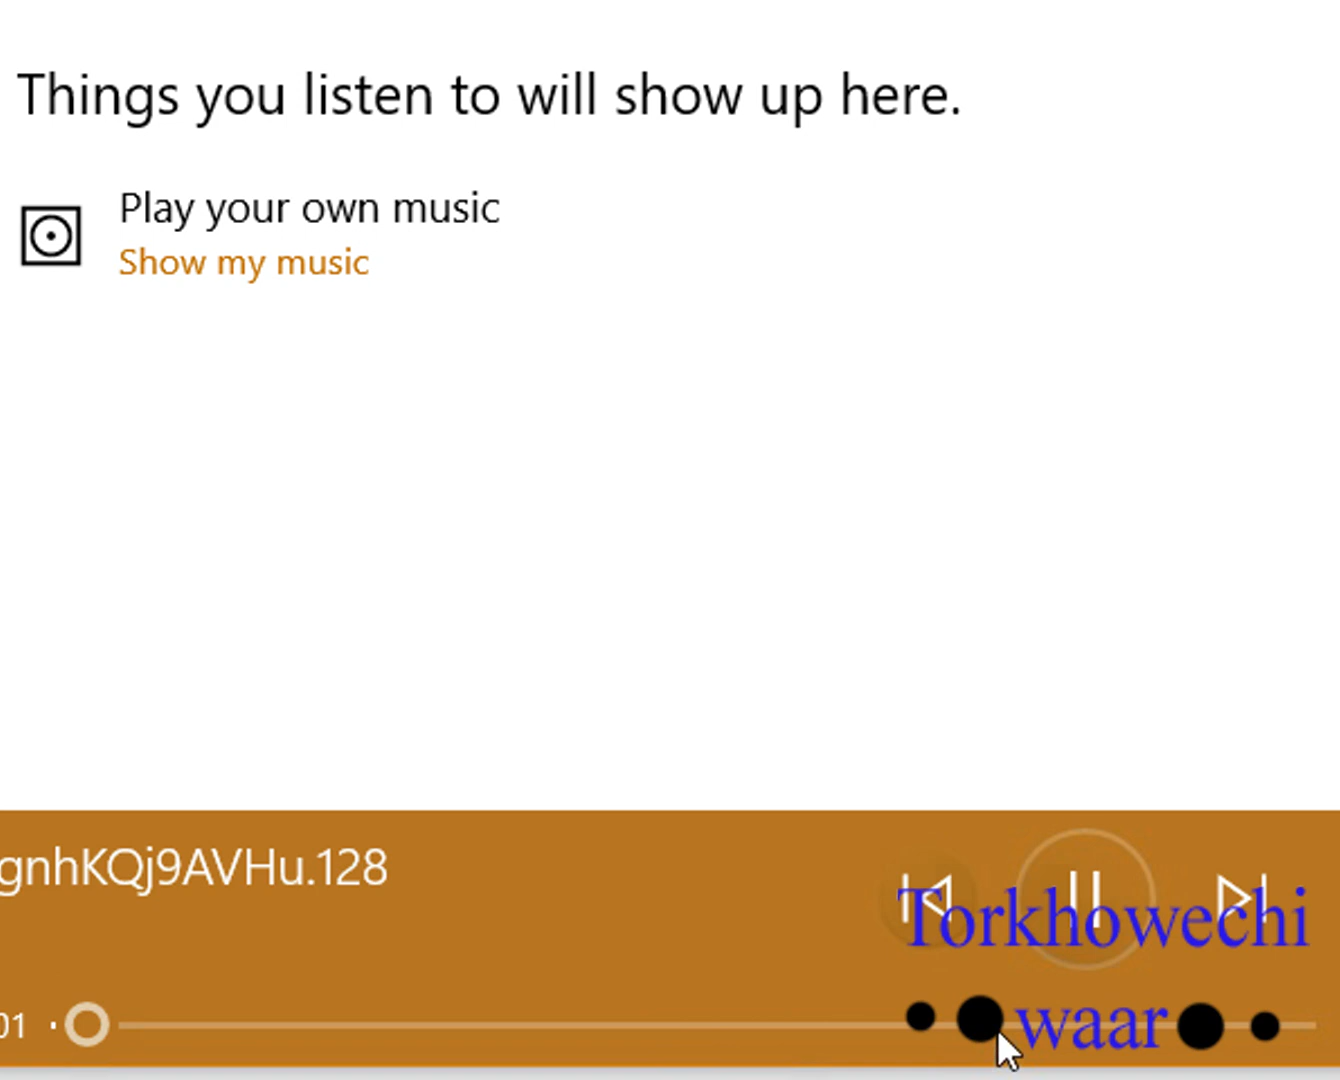 Things you listen to will show up here.
Play your own music
Show my music
gnhKQj9AVHu.128
Torkhowechi
01
waar